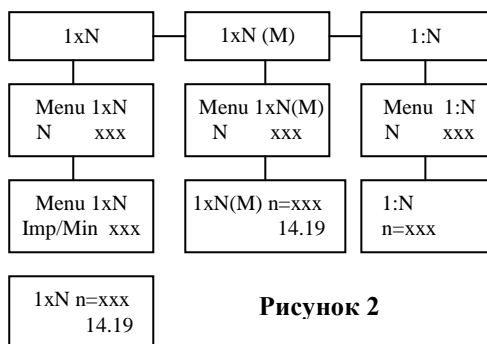 1xN
1xN (M)
1:N
Menu 1xN
N xxx
Menu 1xN(M)
N xxx
Menu 1:N
N xxx
Menu 1xN
Imp/Min xxx
1xN(M) n=xxx
14.19
1:N
n=xxx
1xN n=xxx
14.19
Рисунок 2